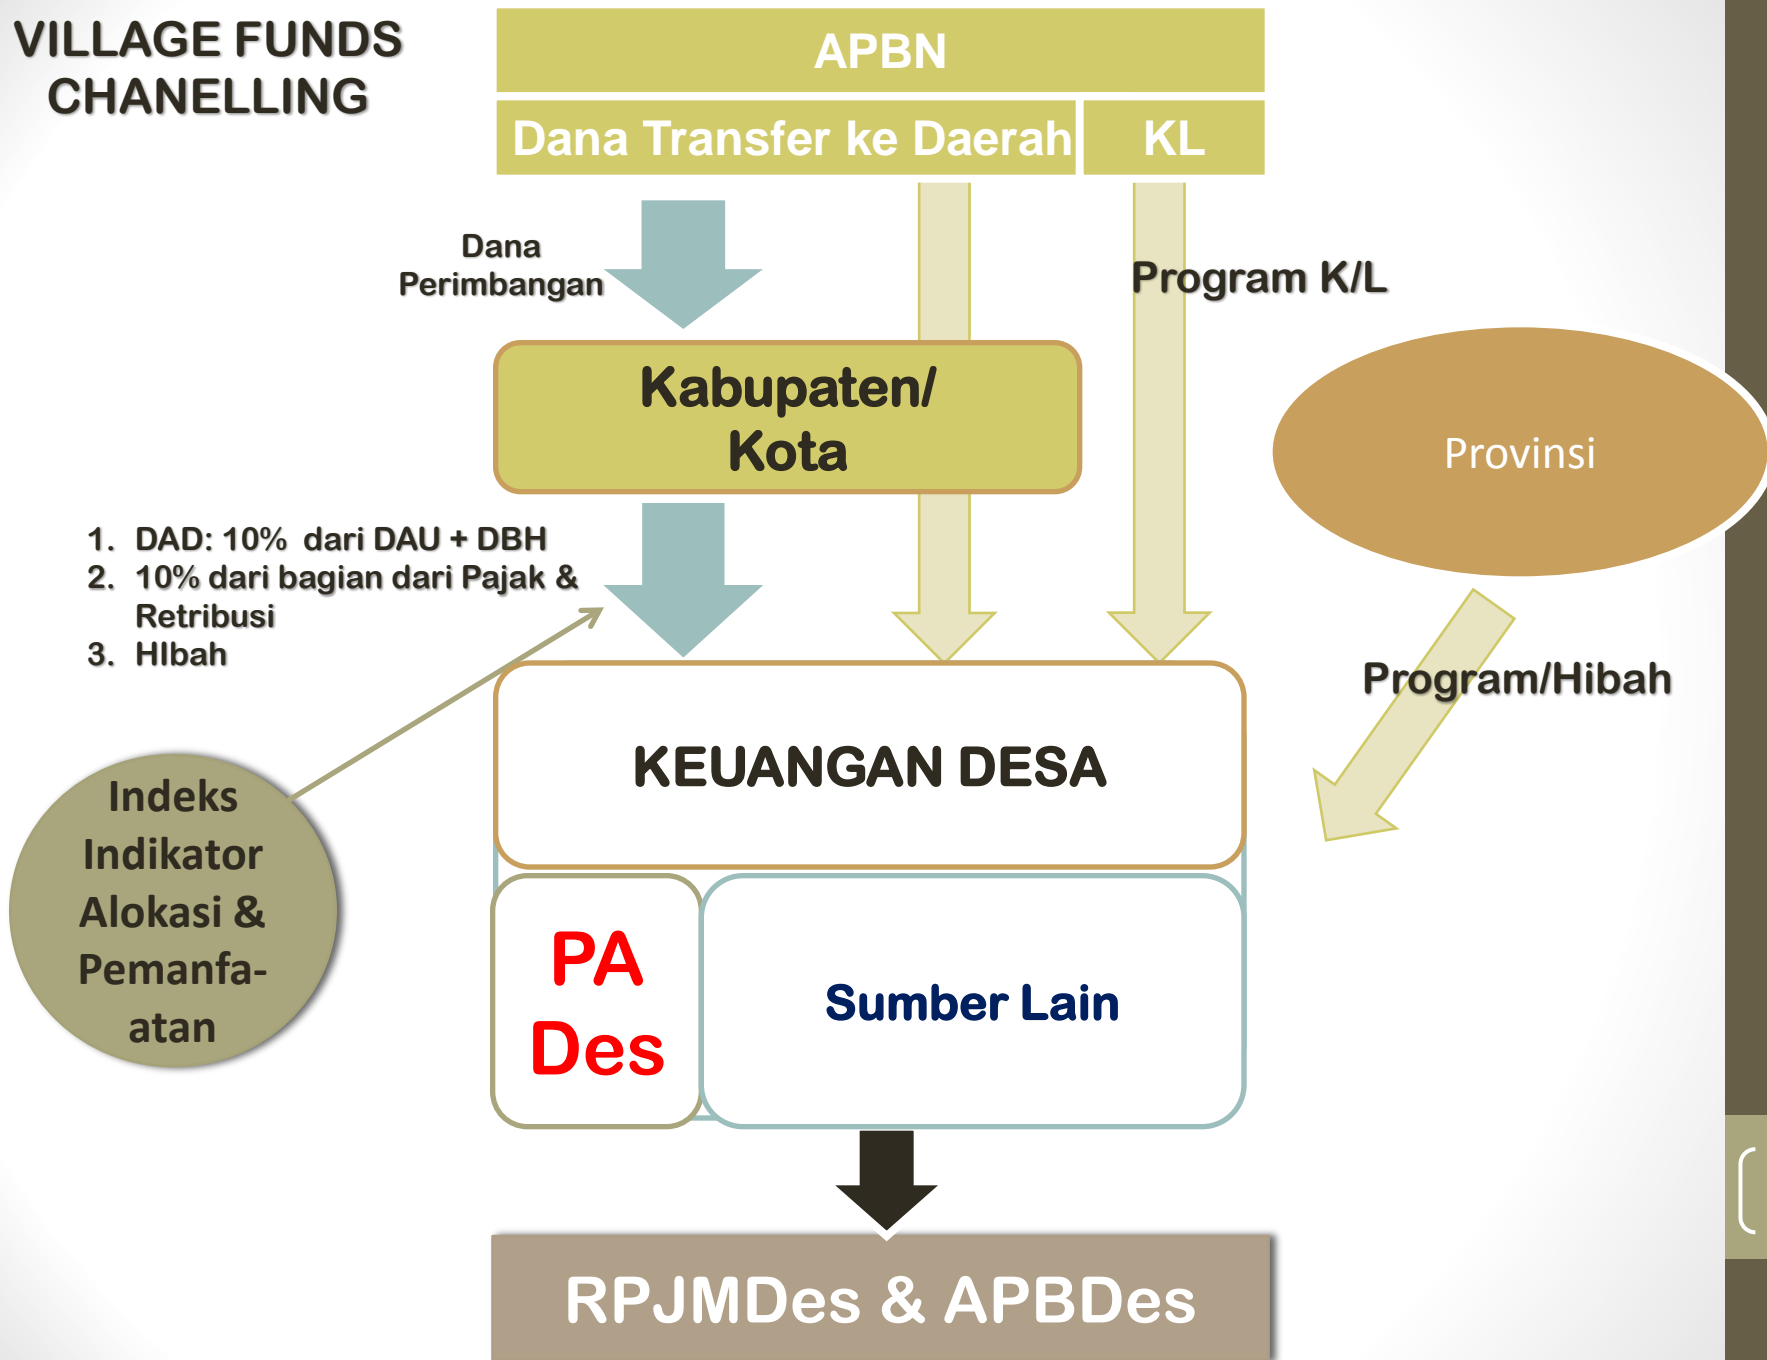 VILLAGE FUNDS
CHANELLING
APBN
Dana Transfer ke Daerah
KL
Dana
Perimbangan
Program K/L
Kabupaten/
Kota
Provinsi
1. DAD: 10% dari DAU + DBH
2. 10% dari bagian dari Pajak &
Retribusi
3. HIbah
Program/Hibah
KEUANGAN DESA
Indeks
Indikator
Alokasi &
Pemanfa-
atan
PA
Des
Sumber Lain
RPJMDes & APBDes